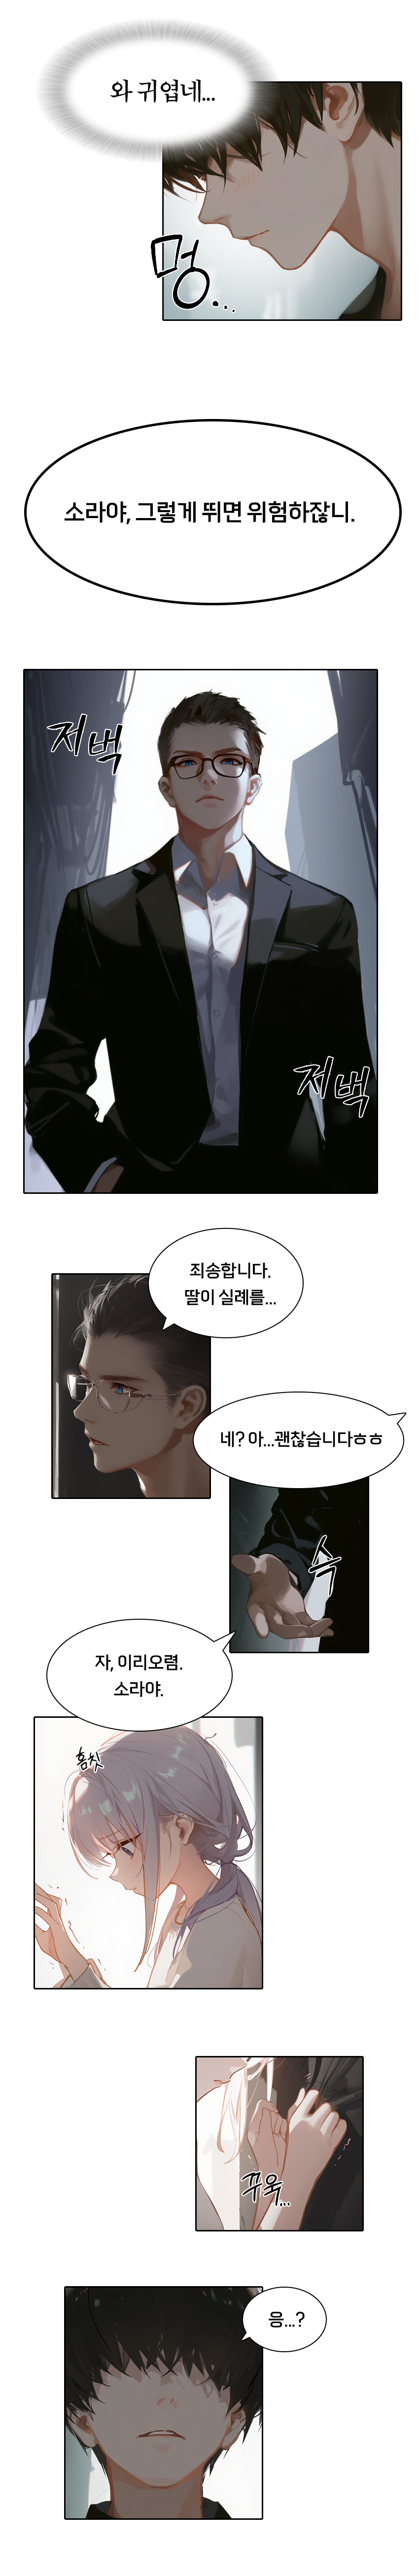 와 귀엽네...
멍...
소라야, 그렇게 뛰면 위험하잖니.
저벅
저벅
죄송합니다.
딸이 실례를...
네? 아...괜찮습니다ㅎㅎ
슥
자, 이리오렴.
소라야.
흠칫
꾸욱...
응...?